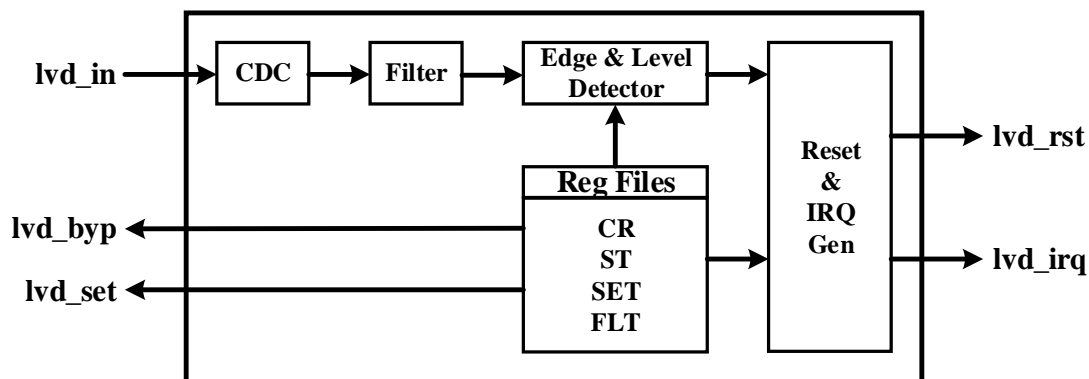 lvd_in
CDC
Filter
Edge & Level
Detector
Reset
&
IRQ
Gen
lvd_rst
lvd_irq
Reg Files
CR
ST
SET
FLT
lvd_byp
lvd_set